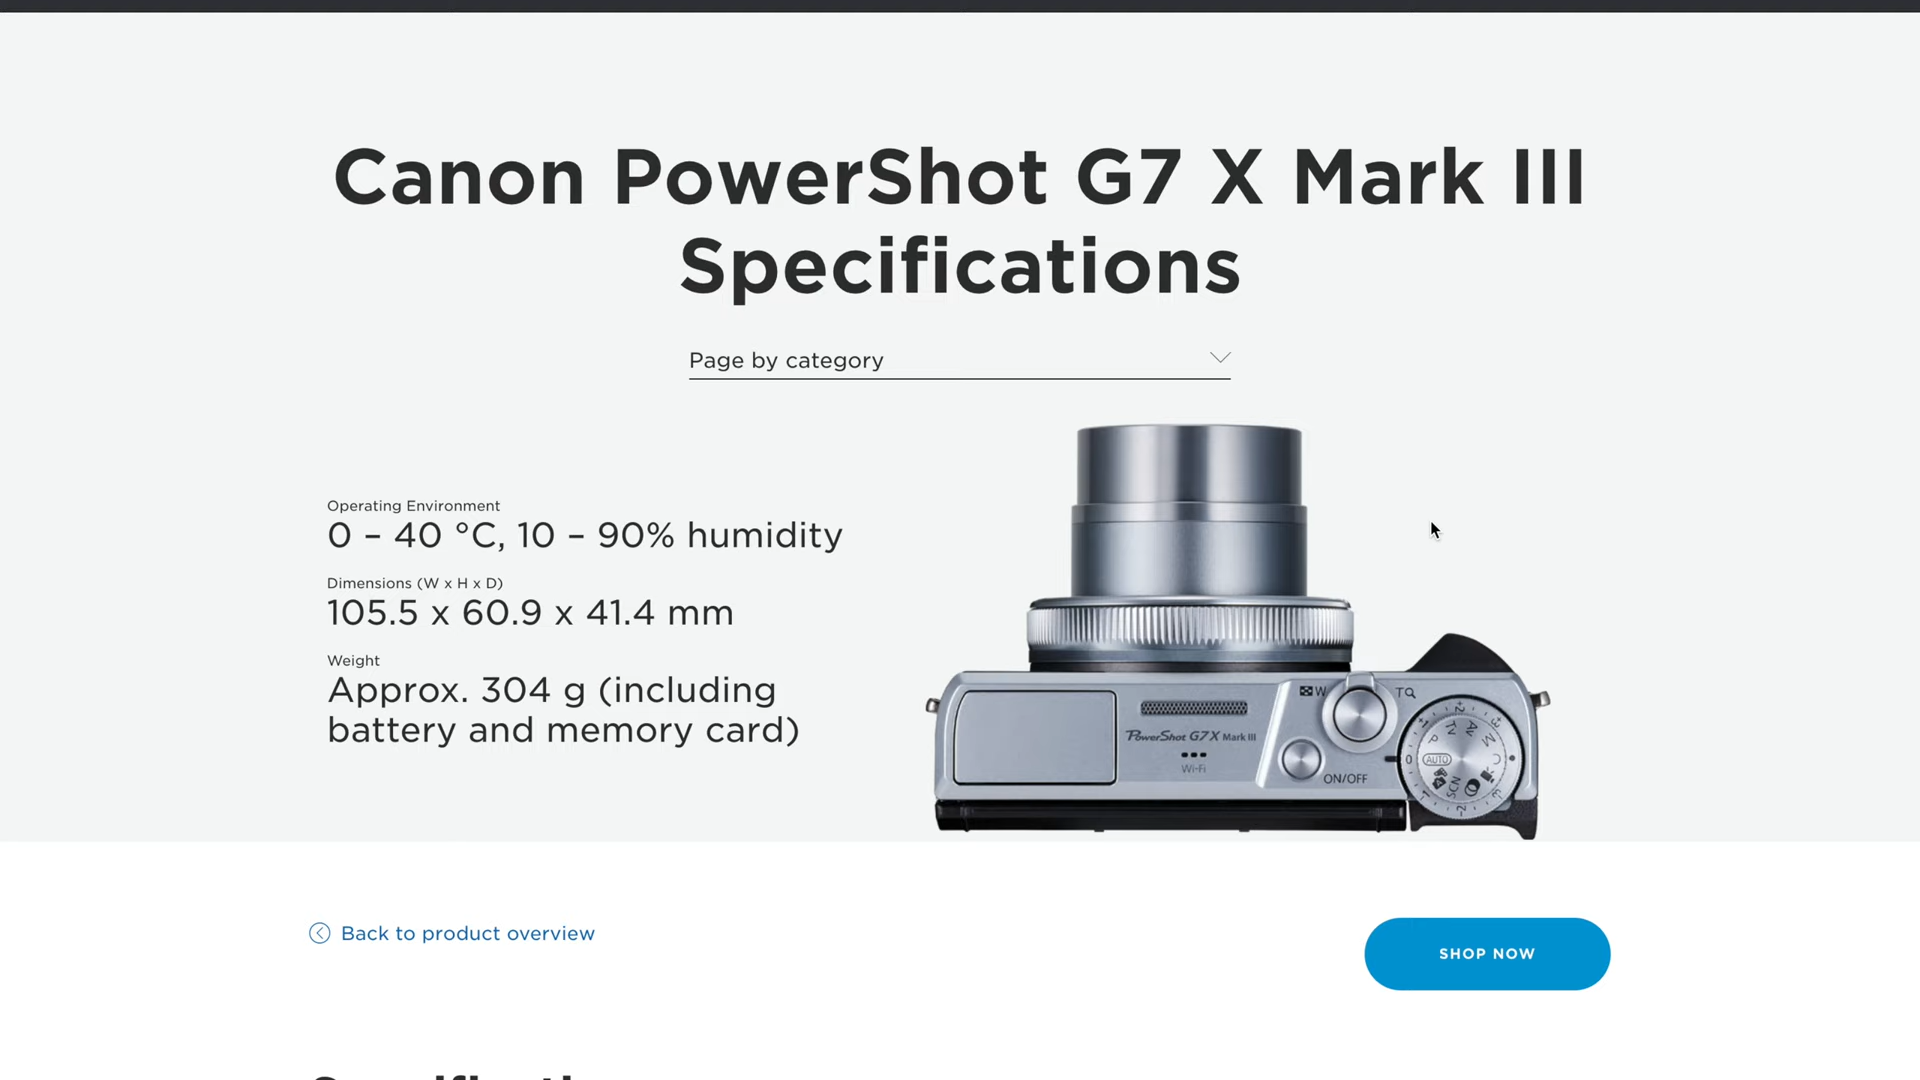 Canon PowerShot G7 X Mark III
Specifications
Page by category
Operating Environment
0 – 40 °C, 10 – 90% humidity
Dimensions (W x H x D)
105.5 x 60.9 x 41.4 mm
Weight
Approx. 304 g (including
battery and memory card)
W
T
PowerShot G7X Mark III
Wi-Fi
ON/OFF
AUTO
P
TV
AV
M
C
SCN
Back to product overview
SHOP NOW